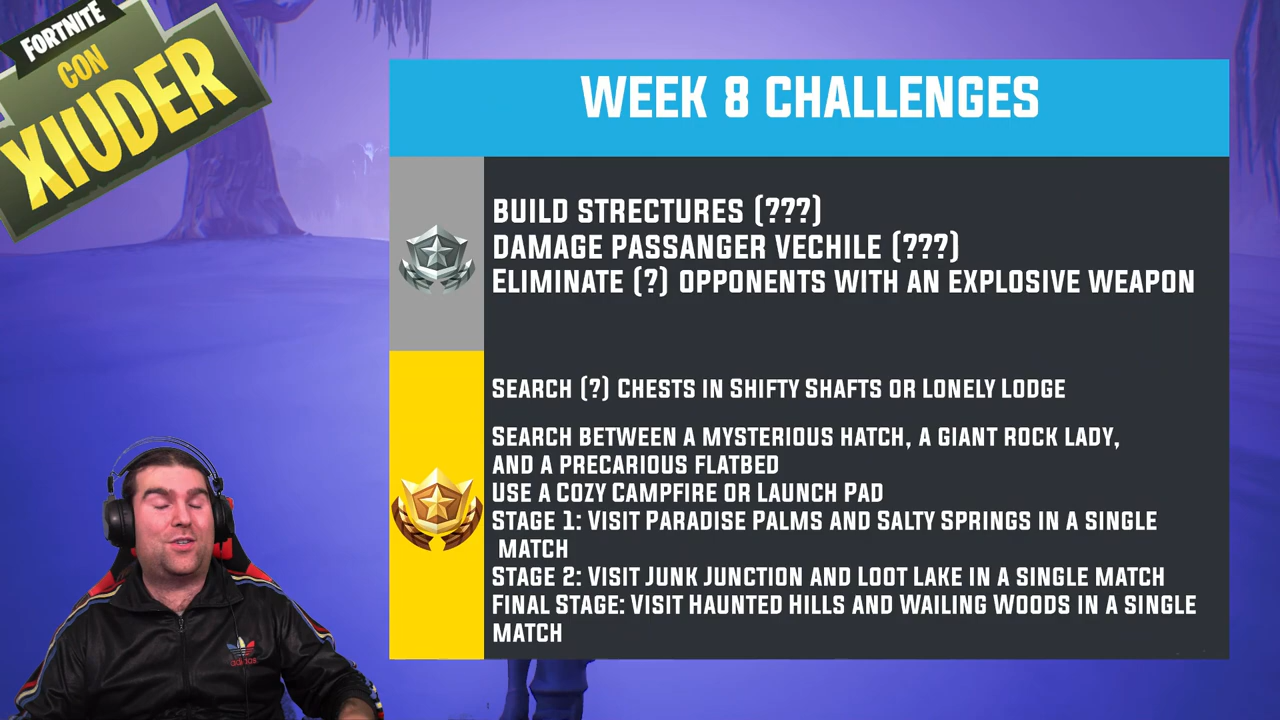 FORTNITE
CON
XIUDER
WEEK 8 CHALLENGES
BUILD STRECTURES (???)
DAMAGE PASSANGER VECHILE (???)
ELIMINATE (?) OPPONENTS WITH AN EXPLOSIVE WEAPON
SEARCH (?) CHESTS IN SHIFTY SHAFTS OR LONELY LODGE
SEARCH BETWEEN A MYSTERIOUS HATCH, A GIANT ROCK LADY,
AND A PRECARIOUS FLATBED
USE A COZY CAMPFIRE OR LAUNCH PAD
STAGE 1: VISIT PARADISE PALMS AND SALTY SPRINGS IN A SINGLE
MATCH
STAGE 2: VISIT JUNK JUNCTION AND LOOT LAKE IN A SINGLE MATCH
FINAL STAGE: VISIT HAUNTED HILLS AND WAILING WOODS IN A SINGLE
MATCH
adidas